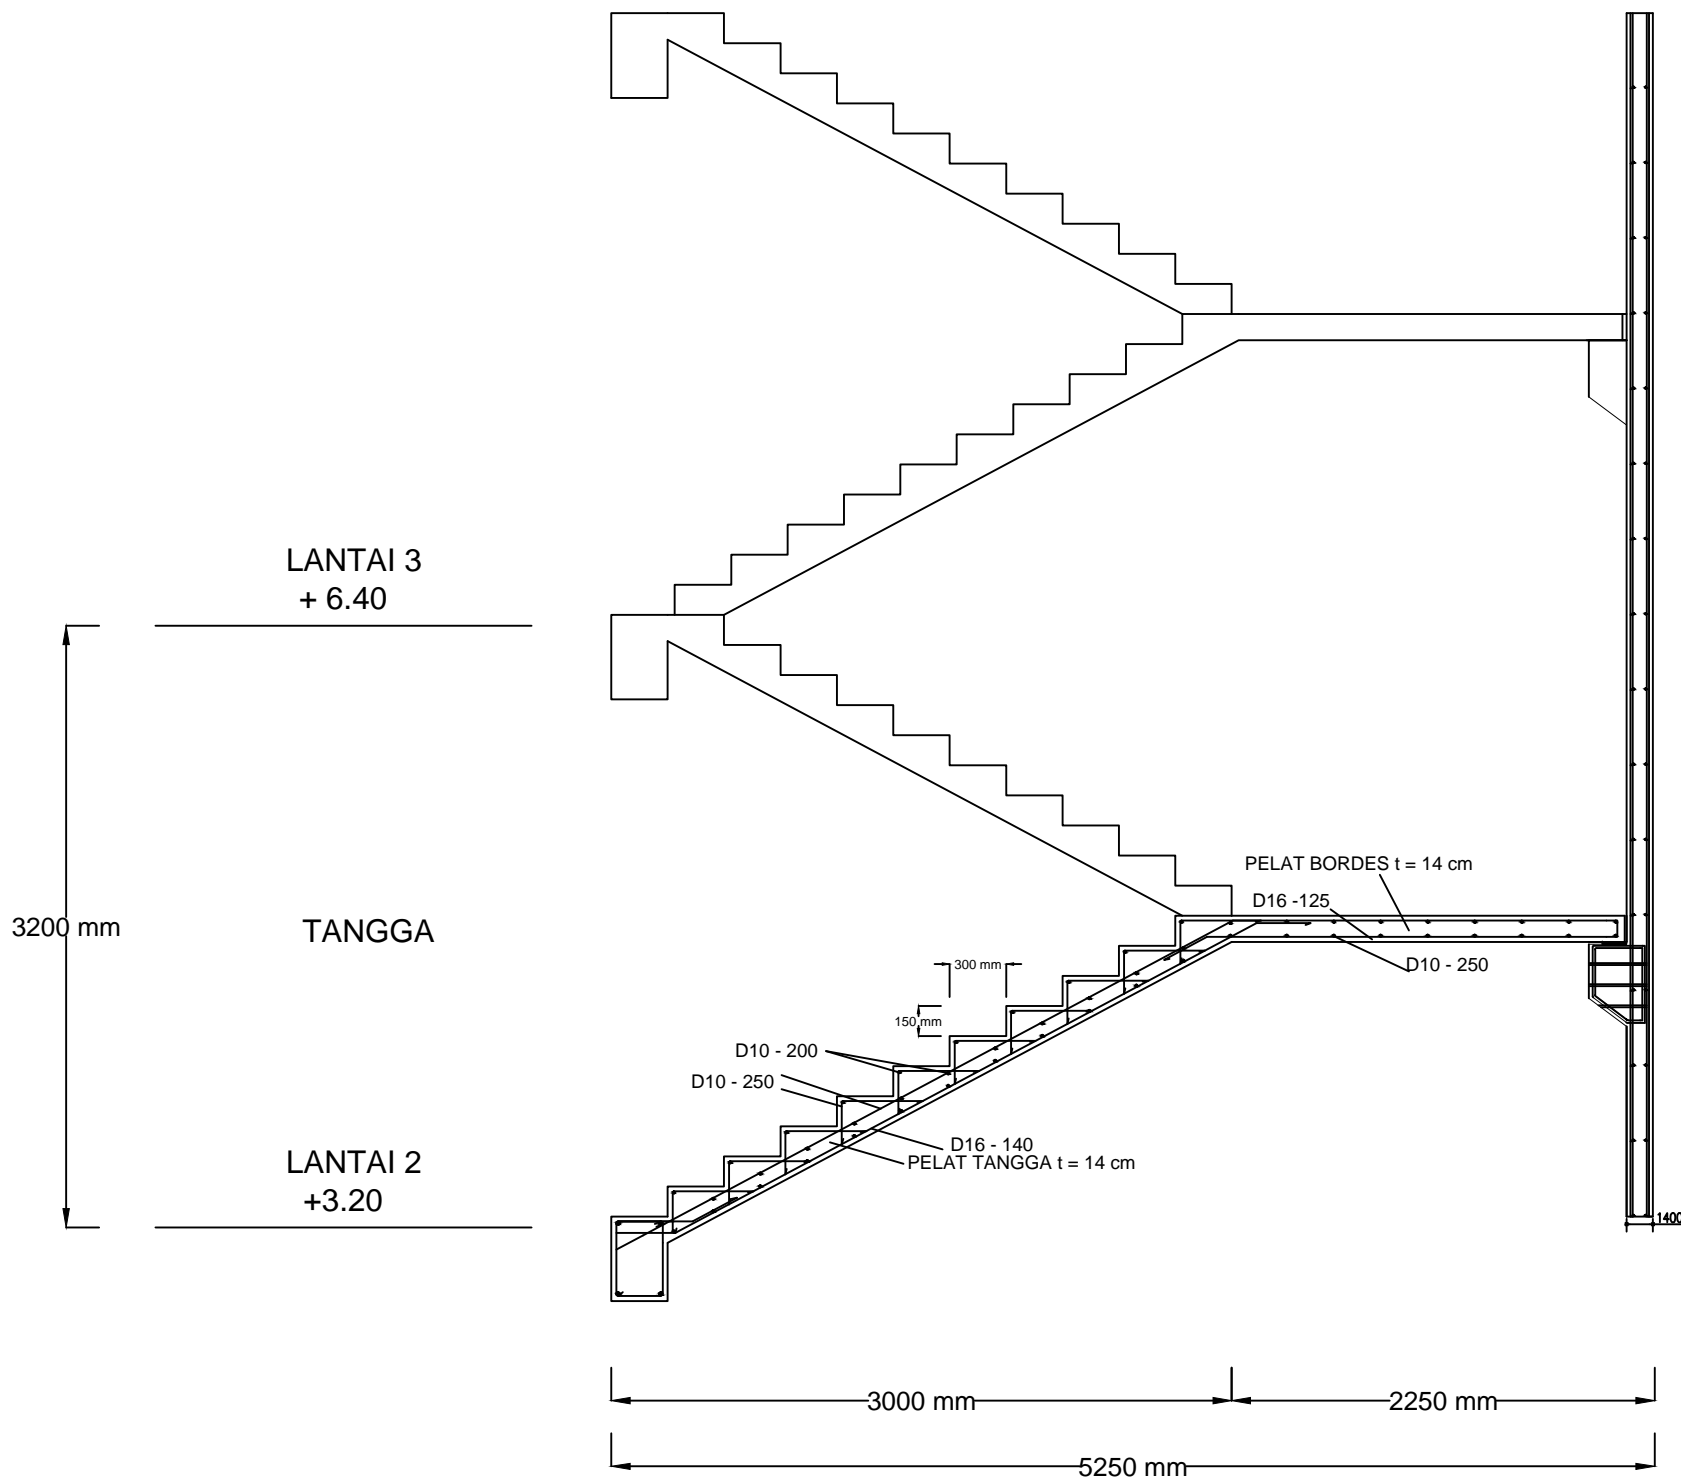 LANTAI 3
+ 6.40
PELAT BORDES t = 14 cm
D16 -125
3200 mm
TANGGA
300 mm
D10 - 250
150 mm
D10 - 200
D10 - 250
D16 - 140
PELAT TANGGA t = 14 cm
LANTAI 2
+3.20
1400
3000 mm
2250 mm
5250 mm